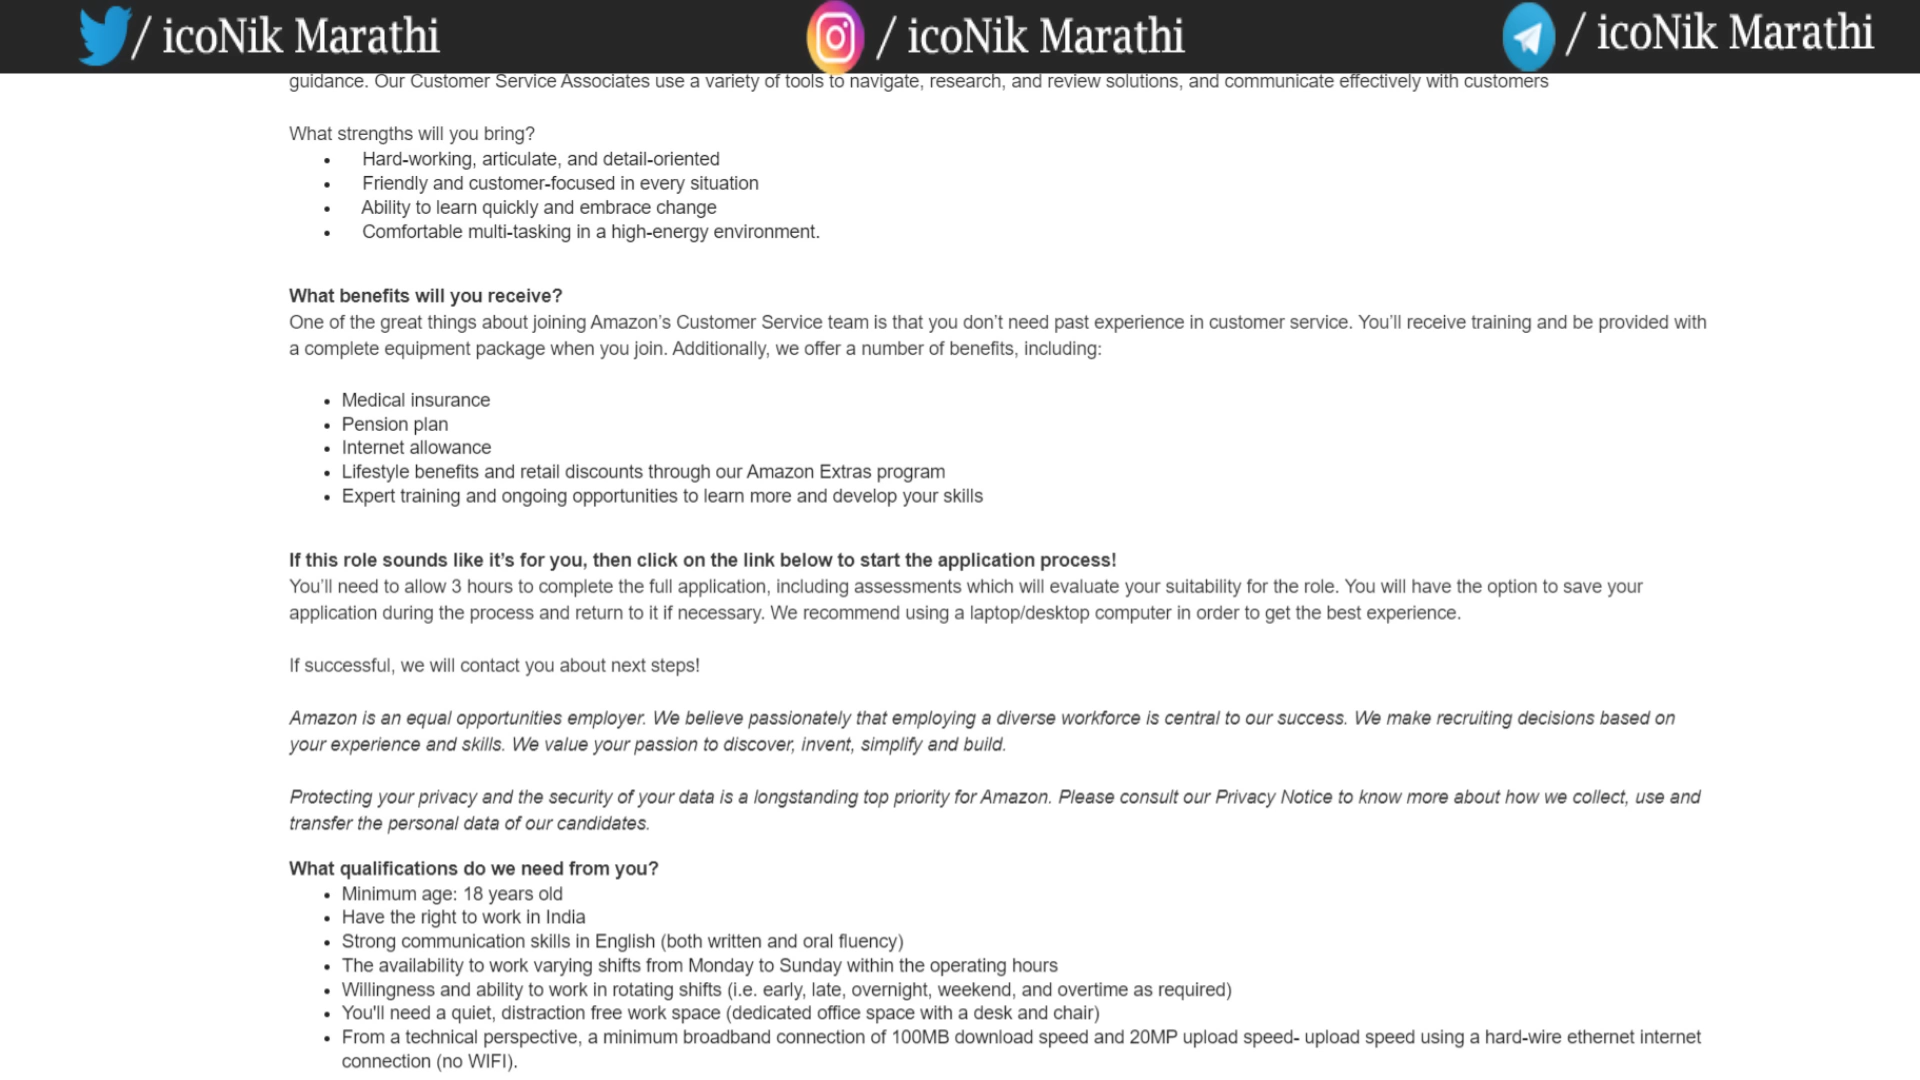 / icoNik Marathi / icoNik Marathi / icoNik Marathi
guidance. Our Customer Service Associates use a variety of tools to navigate, research, and review solutions, and communicate effectively with customers
What strengths will you bring?
• Hard-working, articulate, and detail-oriented
• Friendly and customer-focused in every situation
• Ability to learn quickly and embrace change
• Comfortable multi-tasking in a high-energy environment.
What benefits will you receive?
One of the great things about joining Amazon’s Customer Service team is that you don’t need past experience in customer service. You’ll receive training and be provided with
a complete equipment package when you join. Additionally, we offer a number of benefits, including:
• Medical insurance
• Pension plan
• Internet allowance
• Lifestyle benefits and retail discounts through our Amazon Extras program
• Expert training and ongoing opportunities to learn more and develop your skills
If this role sounds like it’s for you, then click on the link below to start the application process!
You’ll need to allow 3 hours to complete the full application, including assessments which will evaluate your suitability for the role. You will have the option to save your
application during the process and return to it if necessary. We recommend using a laptop/desktop computer in order to get the best experience.
If successful, we will contact you about next steps!
Amazon is an equal opportunities employer. We believe passionately that employing a diverse workforce is central to our success. We make recruiting decisions based on
your experience and skills. We value your passion to discover, invent, simplify and build.
Protecting your privacy and the security of your data is a longstanding top priority for Amazon. Please consult our Privacy Notice to know more about how we collect, use and
transfer the personal data of our candidates.
What qualifications do we need from you?
• Minimum age: 18 years old
• Have the right to work in India
• Strong communication skills in English (both written and oral fluency)
• The availability to work varying shifts from Monday to Sunday within the operating hours
• Willingness and ability to work in rotating shifts (i.e. early, late, overnight, weekend, and overtime as required)
• You'll need a quiet, distraction free work space (dedicated office space with a desk and chair)
• From a technical perspective, a minimum broadband connection of 100MB download speed and 20MP upload speed- upload speed using a hard-wire ethernet internet
connection (no WIFI).